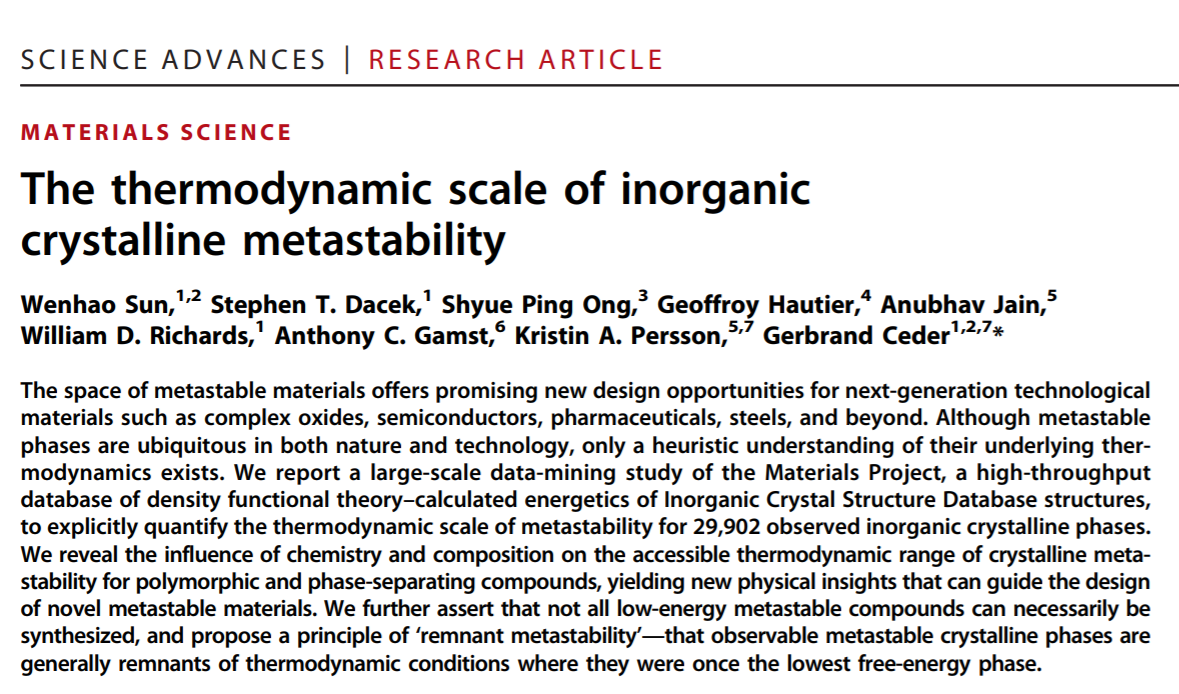 SCIENCE ADVANCES | RESEARCH ARTICLE
MATERIALS SCIENCE
The thermodynamic scale of inorganic
crystalline metastability
Wenhao Sun,1,2 Stephen T. Dacek,1 Shyue Ping Ong,3 Geoffroy Hautier,4 Anubhav Jain,5
William D. Richards,1 Anthony C. Gamst,6 Kristin A. Persson,5,7 Gerbrand Ceder1,2,7*
The space of metastable materials offers promising new design opportunities for next-generation technological
materials such as complex oxides, semiconductors, pharmaceuticals, steels, and beyond. Although metastable
phases are ubiquitous in both nature and technology, only a heuristic understanding of their underlying ther-
modynamics exists. We report a large-scale data-mining study of the Materials Project, a high-throughput
database of density functional theory–calculated energetics of Inorganic Crystal Structure Database structures,
to explicitly quantify the thermodynamic scale of metastability for 29,902 observed inorganic crystalline phases.
We reveal the influence of chemistry and composition on the accessible thermodynamic range of crystalline meta-
stability for polymorphic and phase-separating compounds, yielding new physical insights that can guide the design
of novel metastable materials. We further assert that not all low-energy metastable compounds can necessarily be
synthesized, and propose a principle of ‘remnant metastability’—that observable metastable crystalline phases are
generally remnants of thermodynamic conditions where they were once the lowest free-energy phase.